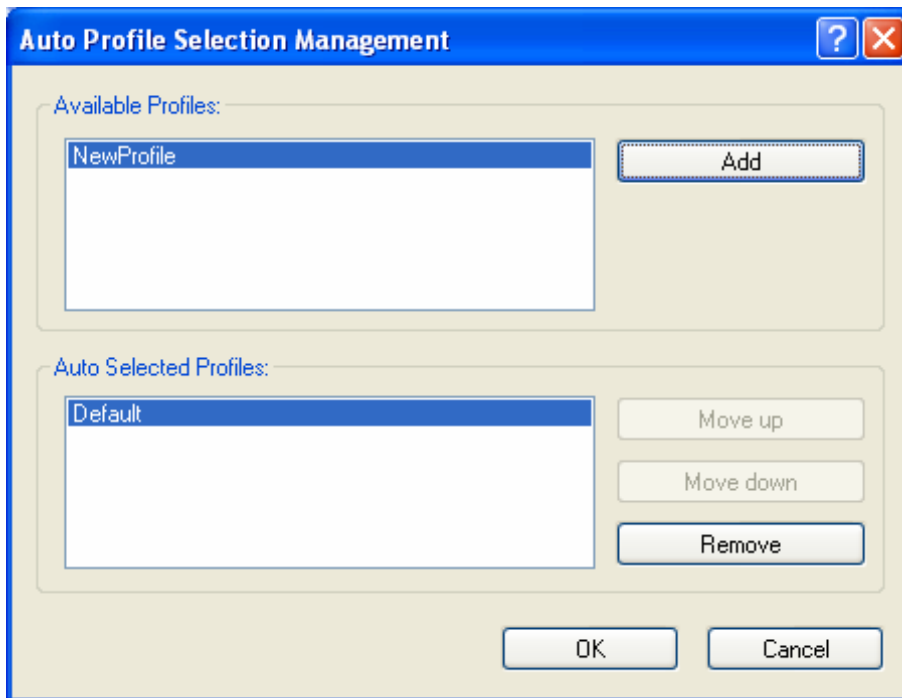 Auto Profile Selection Management
?
Available Profiles:
NewProfile
Add
Auto Selected Profiles:
Default
Move up
Move down
Remove
OK
Cancel